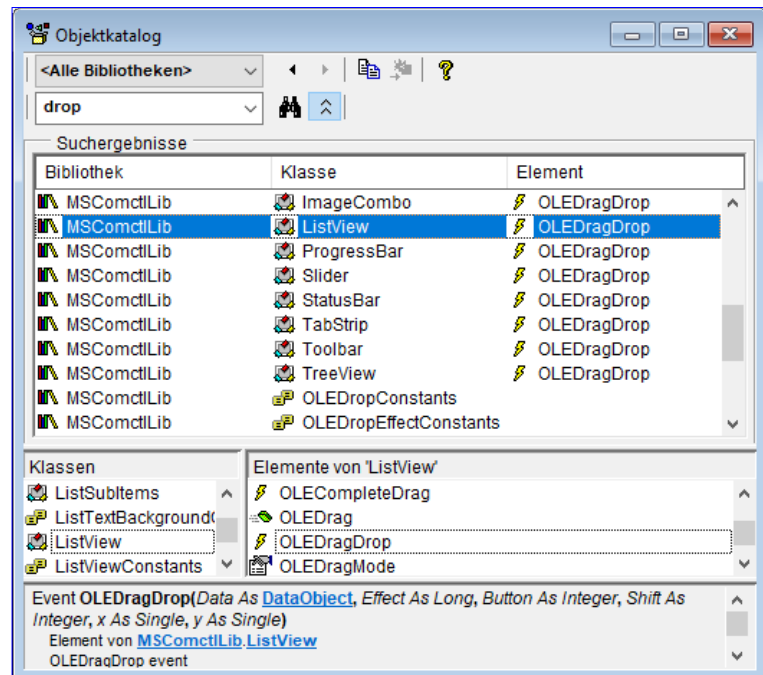 Objektkatalog
<Alle Bibliotheken>
drop
Suchergebnisse
Bibliothek Klasse Element
MSComctlLib ImageCombo OLEDragDrop
MSComctlLib ListView OLEDragDrop
MSComctlLib ProgressBar OLEDragDrop
MSComctlLib Slider OLEDragDrop
MSComctlLib StatusBar OLEDragDrop
MSComctlLib TabStrip OLEDragDrop
MSComctlLib Toolbar OLEDragDrop
MSComctlLib TreeView OLEDragDrop
MSComctlLib OLEDropConstants
MSComctlLib OLEDropEffectConstants
Klassen Elemente von 'ListView'
ListSubItems OLECompleteDrag
ListTextBackground( OLEDrag
ListView OLEDragDrop
ListViewConstants OLEDragMode
Event OLEDragDrop(Data As DataObject, Effect As Long, Button As Integer, Shift As
Integer, x As Single, y As Single)
Element von MSComctlLib.ListView
OLEDragDrop event